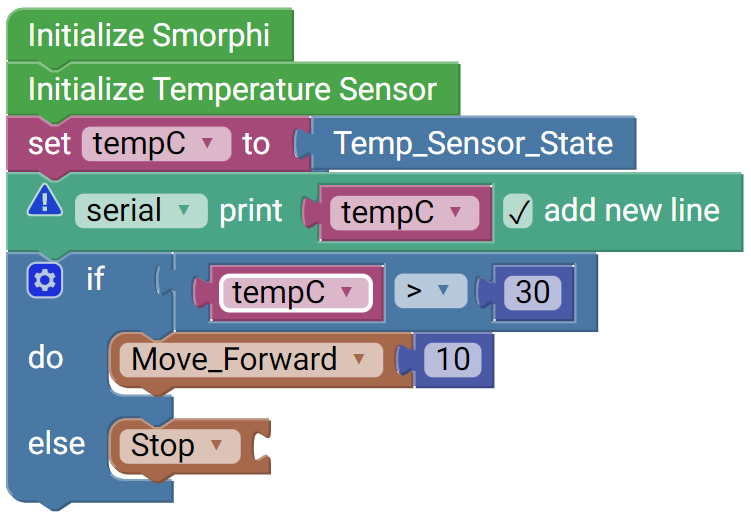 Initialize Smorphi
Initialize Temperature Sensor
set tempC to Temp_Sensor_State
serial print tempC ✓ add new line
if tempC > 30
do Move_Forward 10
else Stop